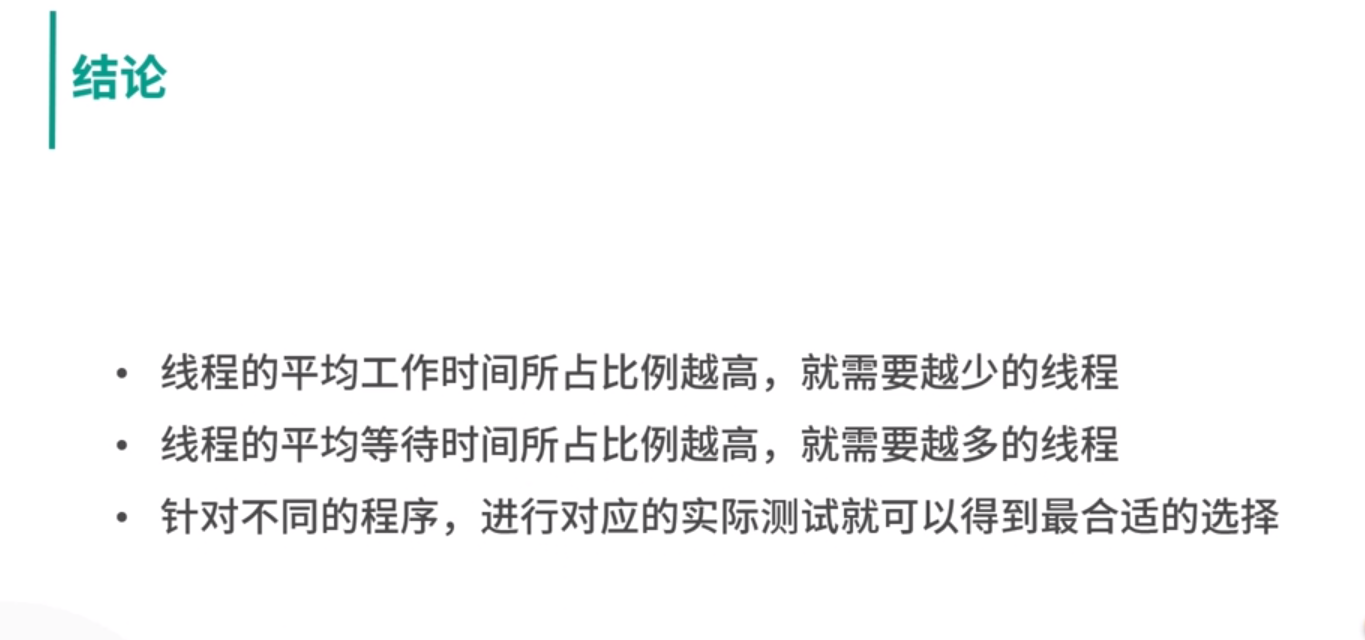 结论
• 线程的平均工作时间所占比例越高，就需要越少的线程
• 线程的平均等待时间所占比例越高，就需要越多的线程
• 针对不同的程序，进行对应的实际测试就可以得到最合适的选择